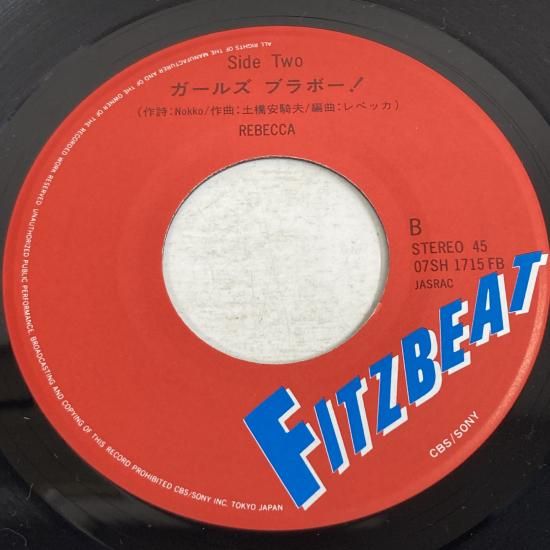 Side Two
ガールズ ブラボー!
(作詩:Nokko/作曲:土橋安騎夫/編曲:レベッカ)
REBECCA
B
STEREO 45
07SH 1715 FB
JASRAC
FITZBEAT
CBS/SONY
ALL RIGHTS OF THE MANUFACTURER AND OF THE OWNER OF THE RECORDED WORK RESERVED. UNAUTHORIZED PUBLIC PERFORMANCE, BROADCASTING AND COPYING OF THIS RECORD PROHIBITED CBS/SONY INC. TOKYO JAPAN